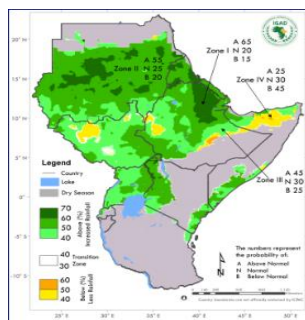 IGAD
A 65
Zone I N 20
B 15
A 55
Zone II N 25
B 20
A 25
Zone IV N 30
B 45
A 45
Zone III N 30
B 25
15° N
10° N
5° N
0°
5° S
10° S
Legend
Country
Lake
Dry Season
70
60
50
40
Above (%)
Increased Rainfall
40
30
Transition
Zone
60
50
40
Below (%)
Less Rainfall
The numbers represent
the probability of:
A Above Normal
N Normal
B Below Normal
N
25° E
30° E
35° E
40° E
45° E
50° E